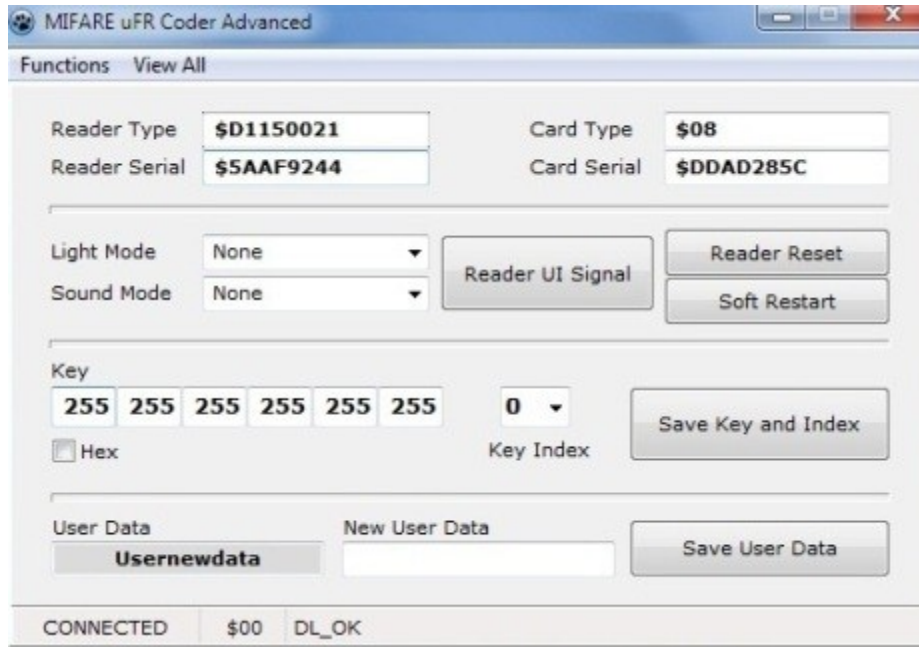 MIFARE uFR Coder Advanced
Functions View All
Reader Type $D1150021 Card Type $08
Reader Serial $5AAF9244 Card Serial $DDAD285C
Light Mode None Reader UI Signal Reader Reset
Sound Mode None Soft Restart
Key
255 255 255 255 255 255 0 Save Key and Index
Hex Key Index
User Data New User Data
Usernewdata Save User Data
CONNECTED $00 DL_OK